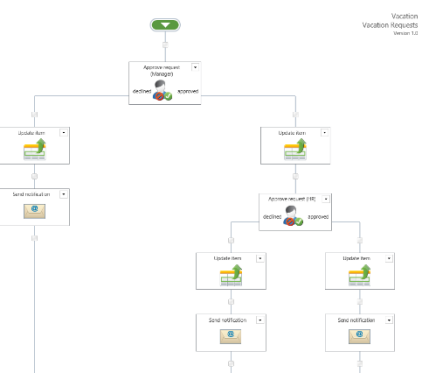 Vacation
Vacation Requests
Version 1.0
Approve request
(Manager)
declined approved
Update item
Update item
Send notification
Approve request (HR)
declined approved
Update item
Update item
Send notification
Send notification